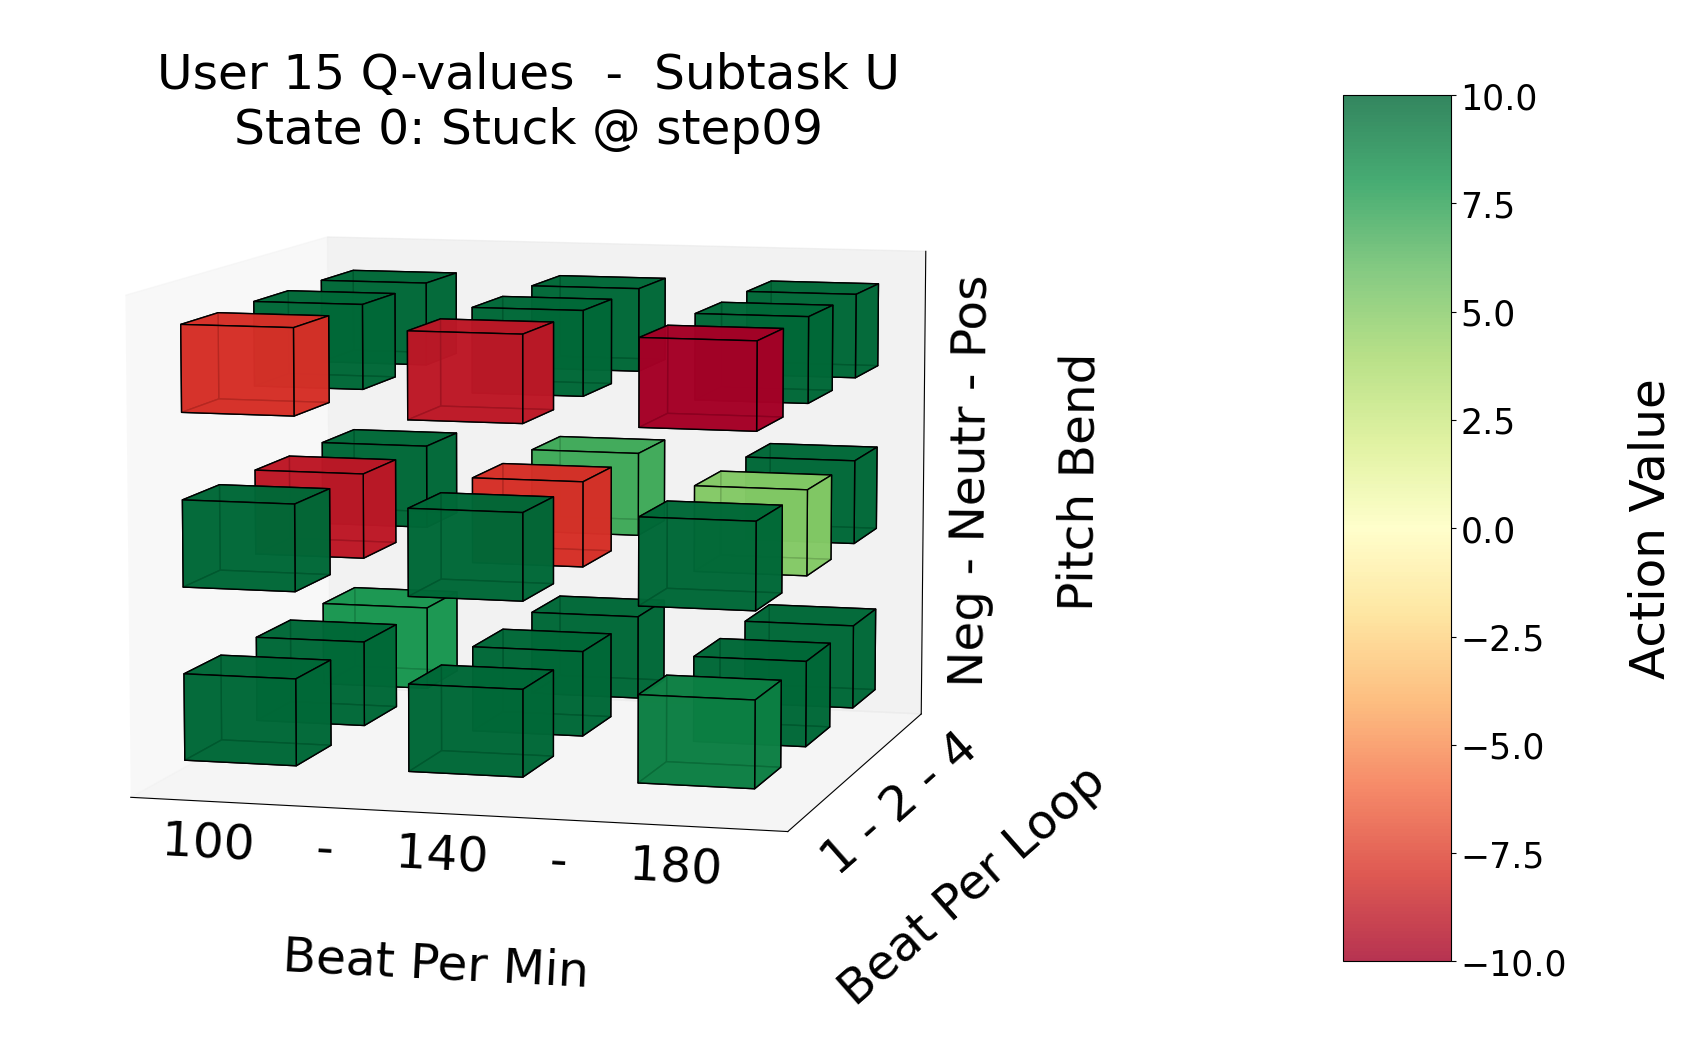 User 15 Q-values - Subtask U
State 0: Stuck @ step09
Neg - Neutr - Pos
Pitch Bend
1 - 2 - 4
Beat Per Loop
100 - 140 - 180
Beat Per Min
10.0
7.5
5.0
2.5
0.0
−2.5
−5.0
−7.5
−10.0
Action Value